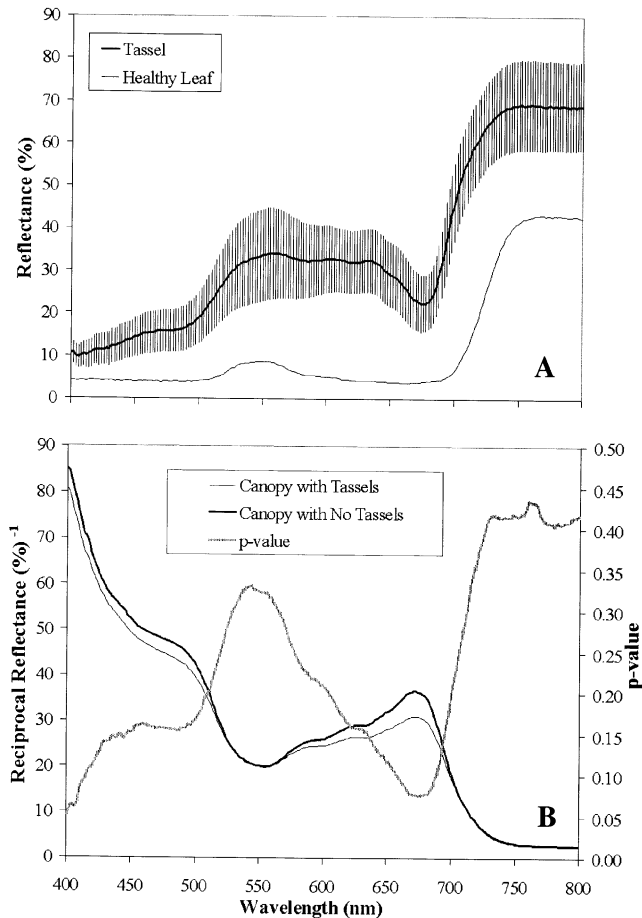 90
80
70
60
50
40
30
20
10
0
Reflectance (%)
Tassel
Healthy Leaf
A
90
80
70
60
50
40
30
20
10
0
Reciprocal Reflectance (%)⁻¹
Canopy with Tassels
Canopy with No Tassels
p-value
0.50
0.45
0.40
0.35
0.30
0.25
0.20
0.15
0.10
0.05
0.00
p-value
B
400 450 500 550 600 650 700 750 800
Wavelength (nm)